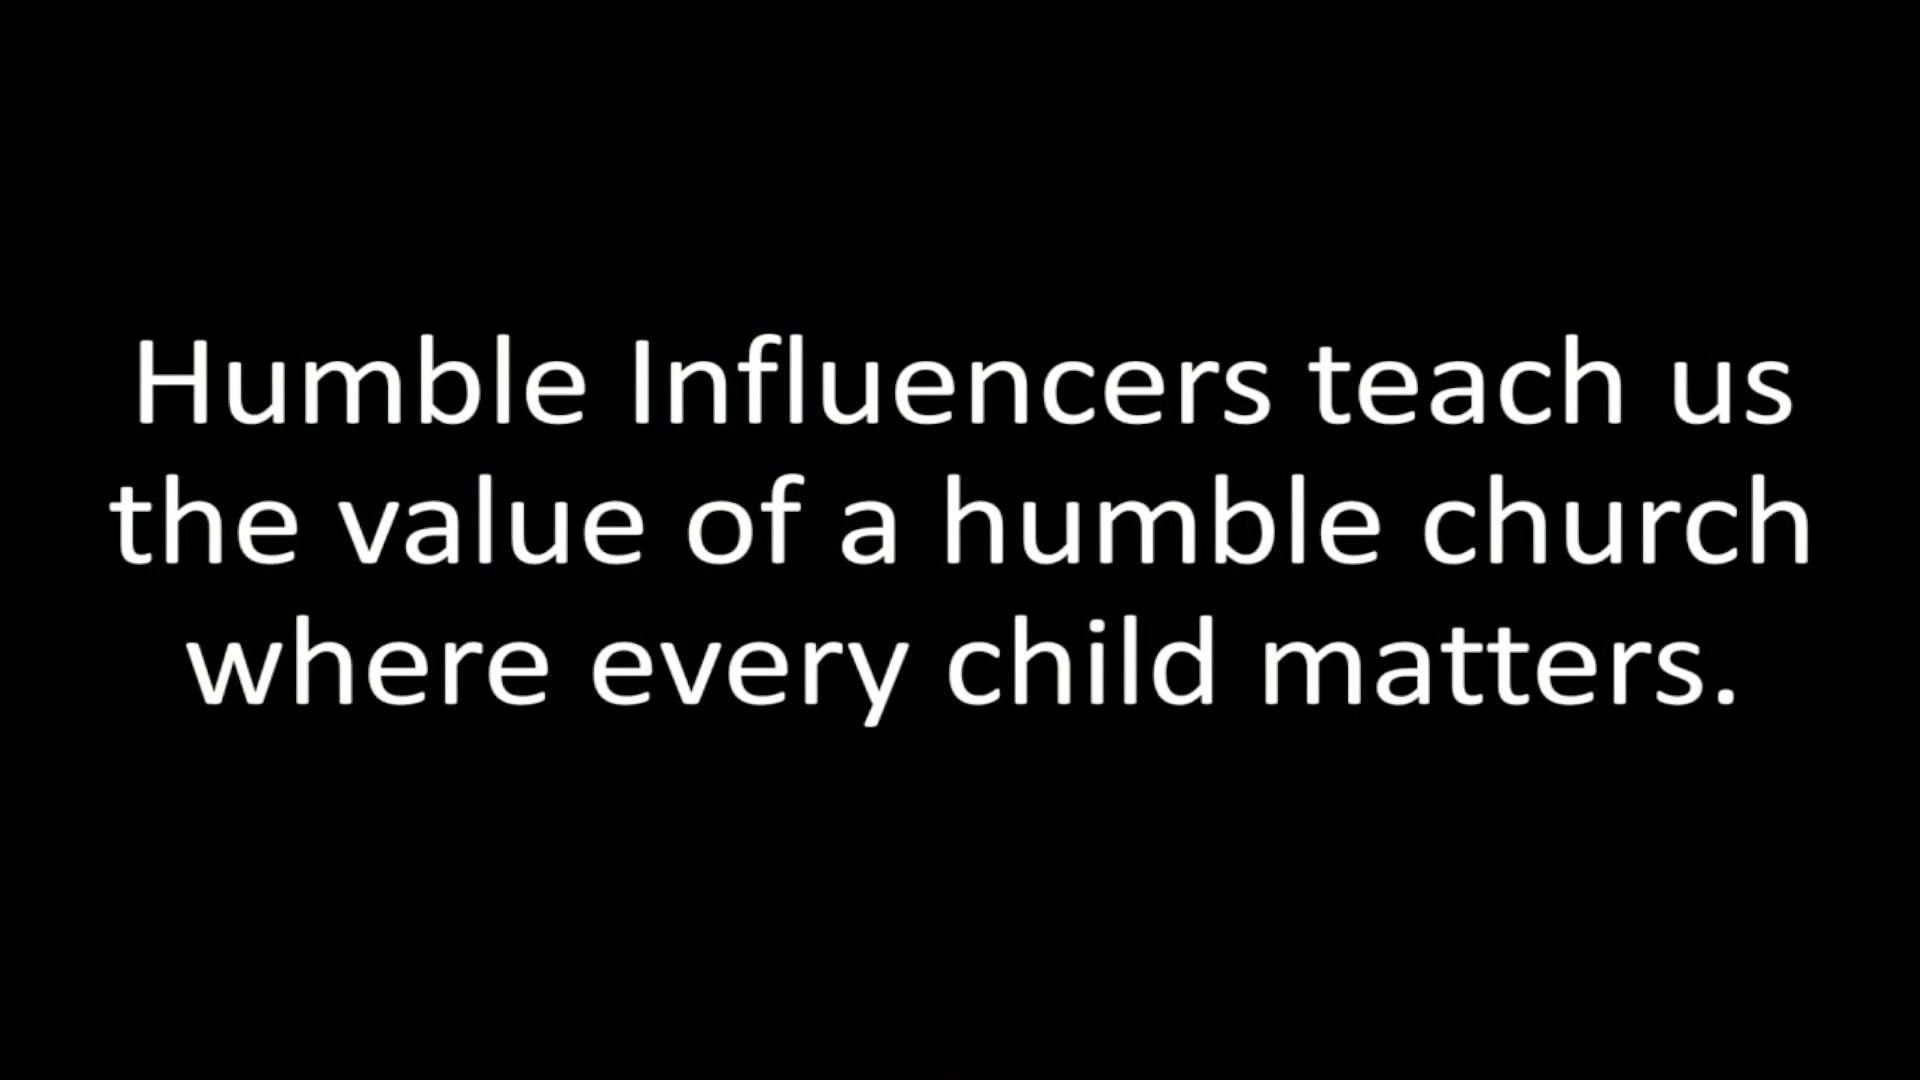 Humble Influencers teach us
the value of a humble church
where every child matters.